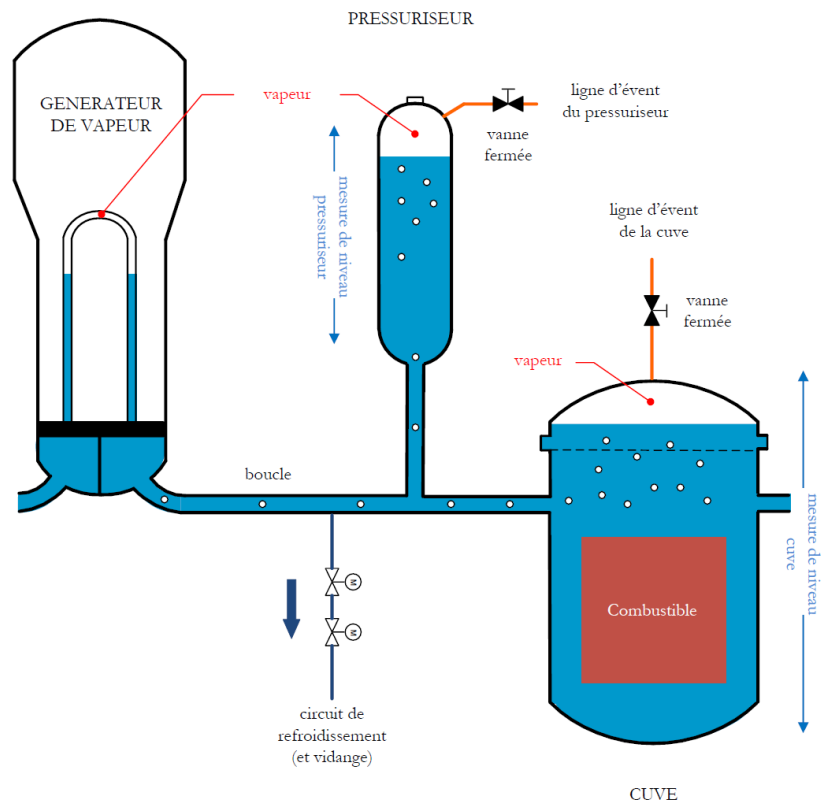 PRESSURISEUR
GENERATEUR
DE VAPEUR
vapeur
ligne d'évent
du pressuriseur
vanne
fermée
mesure de niveau
pressuriseur
ligne d'évent
de la cuve
vanne
fermée
vapeur
boucle
mesure de niveau
cuve
Combustible
M
M
circuit de
refroidissement
(et vidange)
CUVE